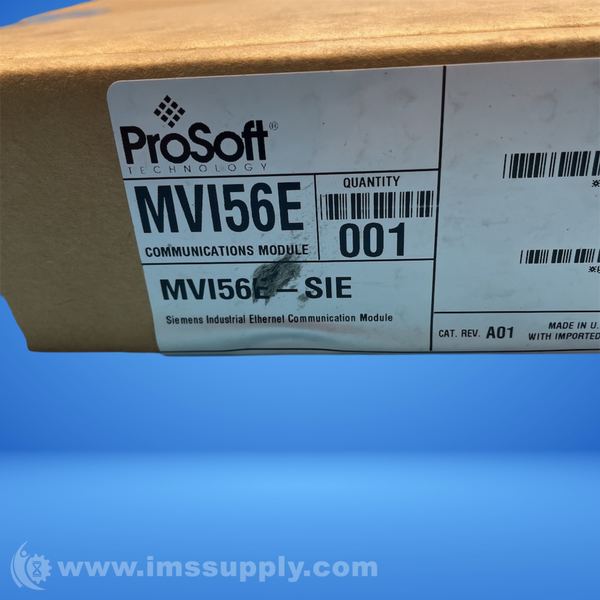 ProSoft®
TECHNOLOGY
MVI56E
COMMUNICATIONS MODULE
QUANTITY
001
MVI56E-SIE
Siemens Industrial Ethernet Communication Module
CAT. REV. A01
MADE IN U.
WITH IMPORTED
www.imssupply.com